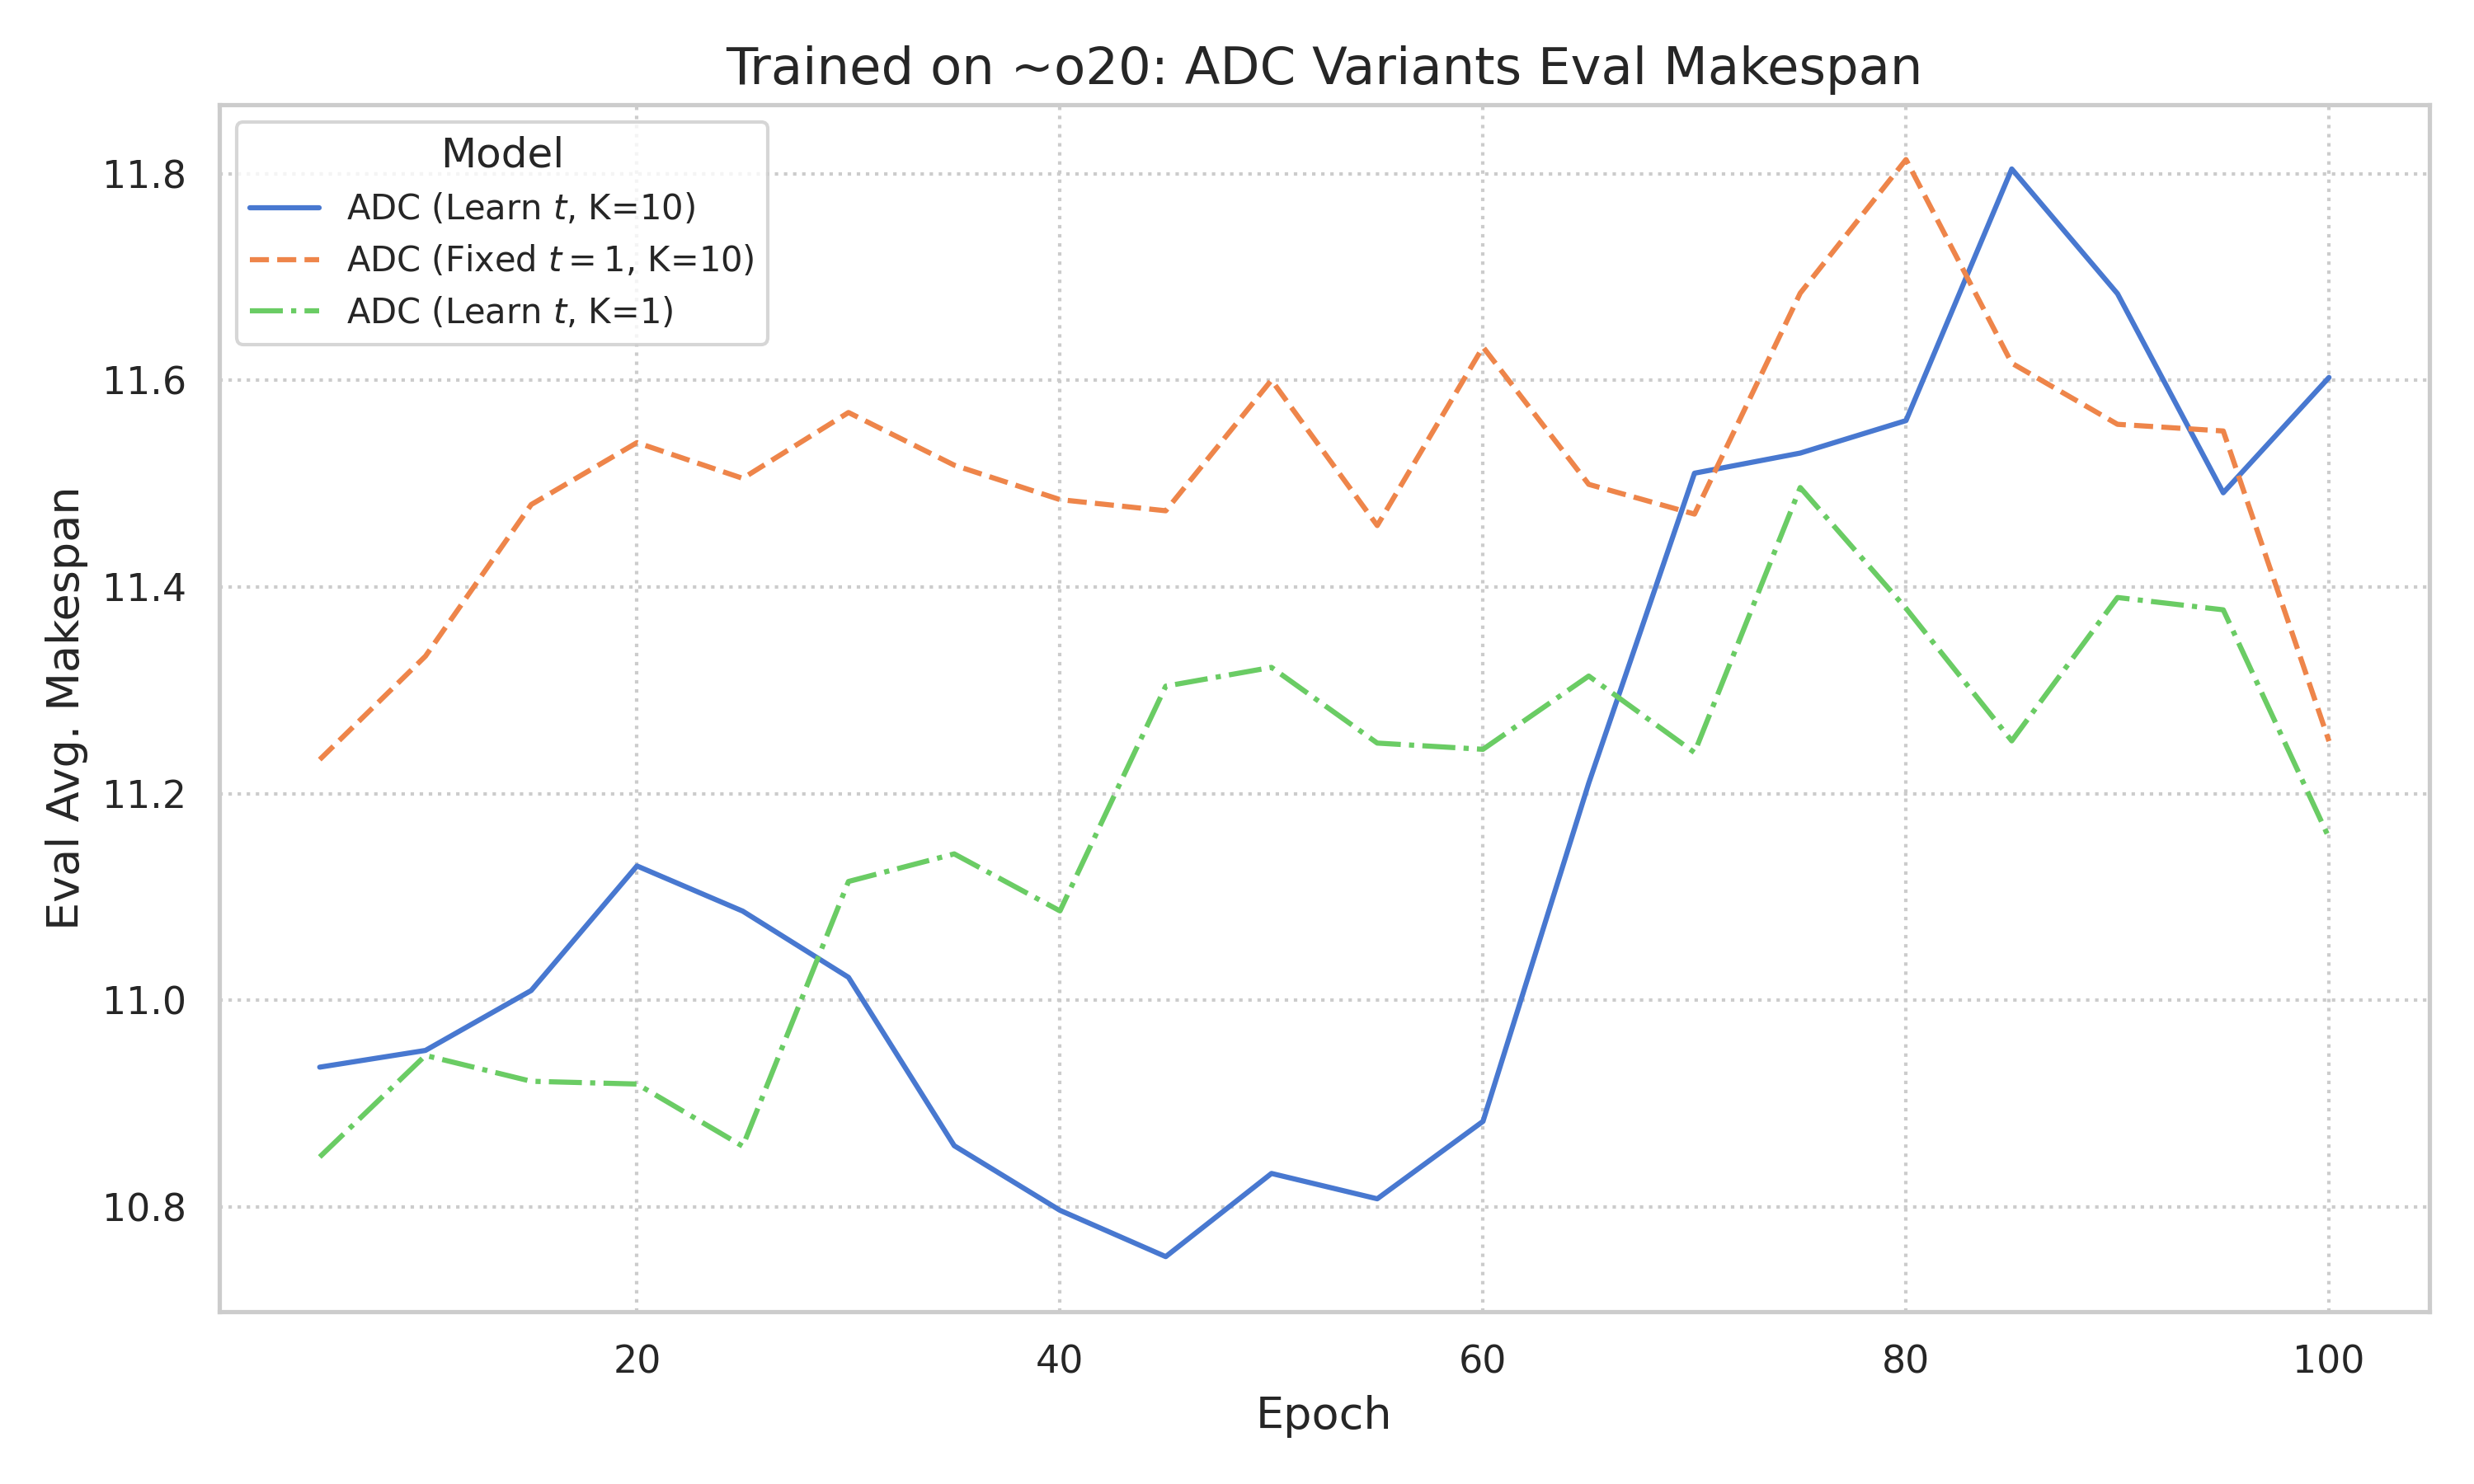 Trained on ~o20: ADC Variants Eval Makespan
Model
ADC (Learn t, K=10)
ADC (Fixed t = 1, K=10)
ADC (Learn t, K=1)
Eval Avg. Makespan
11.8
11.6
11.4
11.2
11.0
10.8
20 40 60 80 100
Epoch